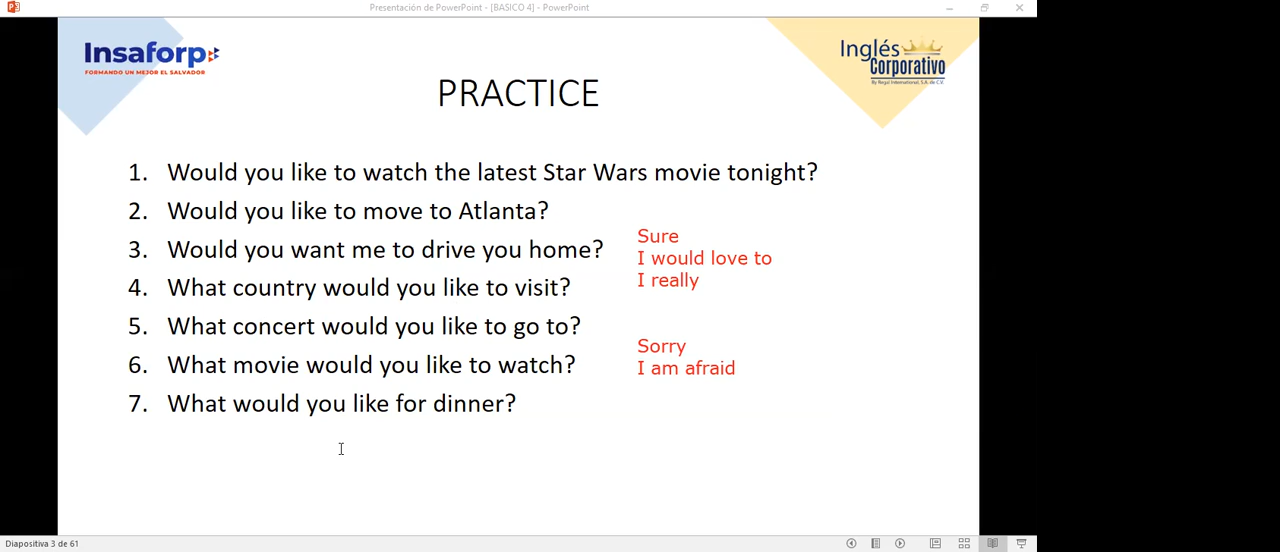 Presentación de PowerPoint - [BASICO 4] - PowerPoint
Insaforp
FORMANDO UN MEJOR EL SALVADOR
Inglés
Corporativo
By Regal International, S.A. de C.V.
PRACTICE
1. Would you like to watch the latest Star Wars movie tonight?
2. Would you like to move to Atlanta?
3. Would you want me to drive you home?
4. What country would you like to visit?
5. What concert would you like to go to?
6. What movie would you like to watch?
7. What would you like for dinner?
Sure
I would love to
I really
Sorry
I am afraid
Diapositiva 3 de 61